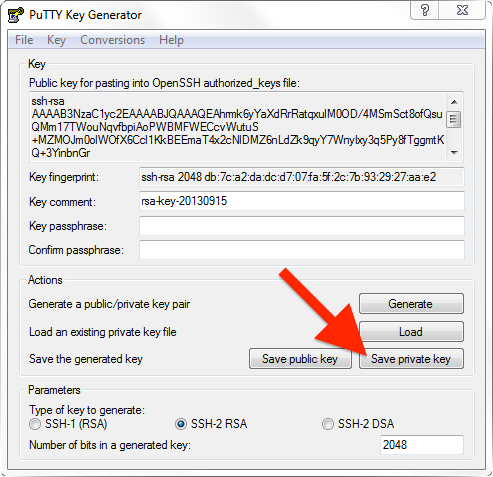 PuTTY Key Generator
File Key Conversions Help
Key
Public key for pasting into OpenSSH authorized_keys file:
ssh-rsa
AAAAB3NzaC1yc2EAAAABJQAAAQEAhrmk6yYaXdRrRatqxulM0OD/4MSmSct8ofQsu
QMm17TWouNqvfbpiAoPWBMFWECcvWutuS
+MZMOJm0olWOfX6Ccl1KkBEEmaT4x2cNIDMZ6nLdZk9qyY7Wnylxy3q5Py8fTggmtK
Q+3YinbnGr
Key fingerprint: ssh-rsa 2048 db:7c:a2:da:dc:d7:07:fa:5f:2c:7b:93:29:27:aa:e2
Key comment: rsa-key-20130915
Key passphrase:
Confirm passphrase:
Actions
Generate a public/private key pair Generate
Load an existing private key file Load
Save the generated key Save public key Save private key
Parameters
Type of key to generate:
SSH-1 (RSA) SSH-2 RSA SSH-2 DSA
Number of bits in a generated key: 2048